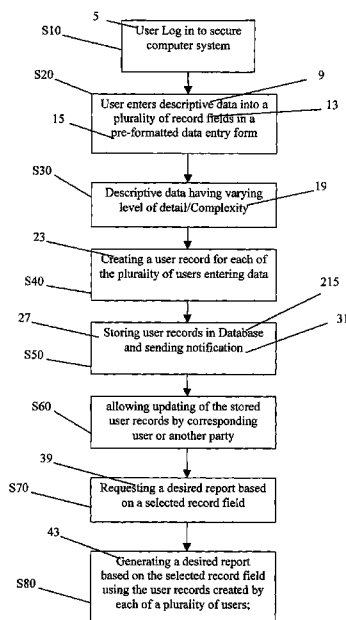 5
S10
User Log in to secure
computer system
S20
9
User enters descriptive data into a
plurality of record fields in a
13
15
pre-formatted data entry form
S30
Descriptive data having varying
level of detail/Complexity
19
23
Creating a user record for each of
the plurality of users entering data
S40
27
215
Storing user records in Database
and sending notification
31
S50
S60
allowing updating of the stored
user records by corresponding
user or another party
39
Requesting a desired report based
on a selected record field
S70
43
Generating a desired report
based on the selected record field
using the user records created by
each of a plurality of users;
S80